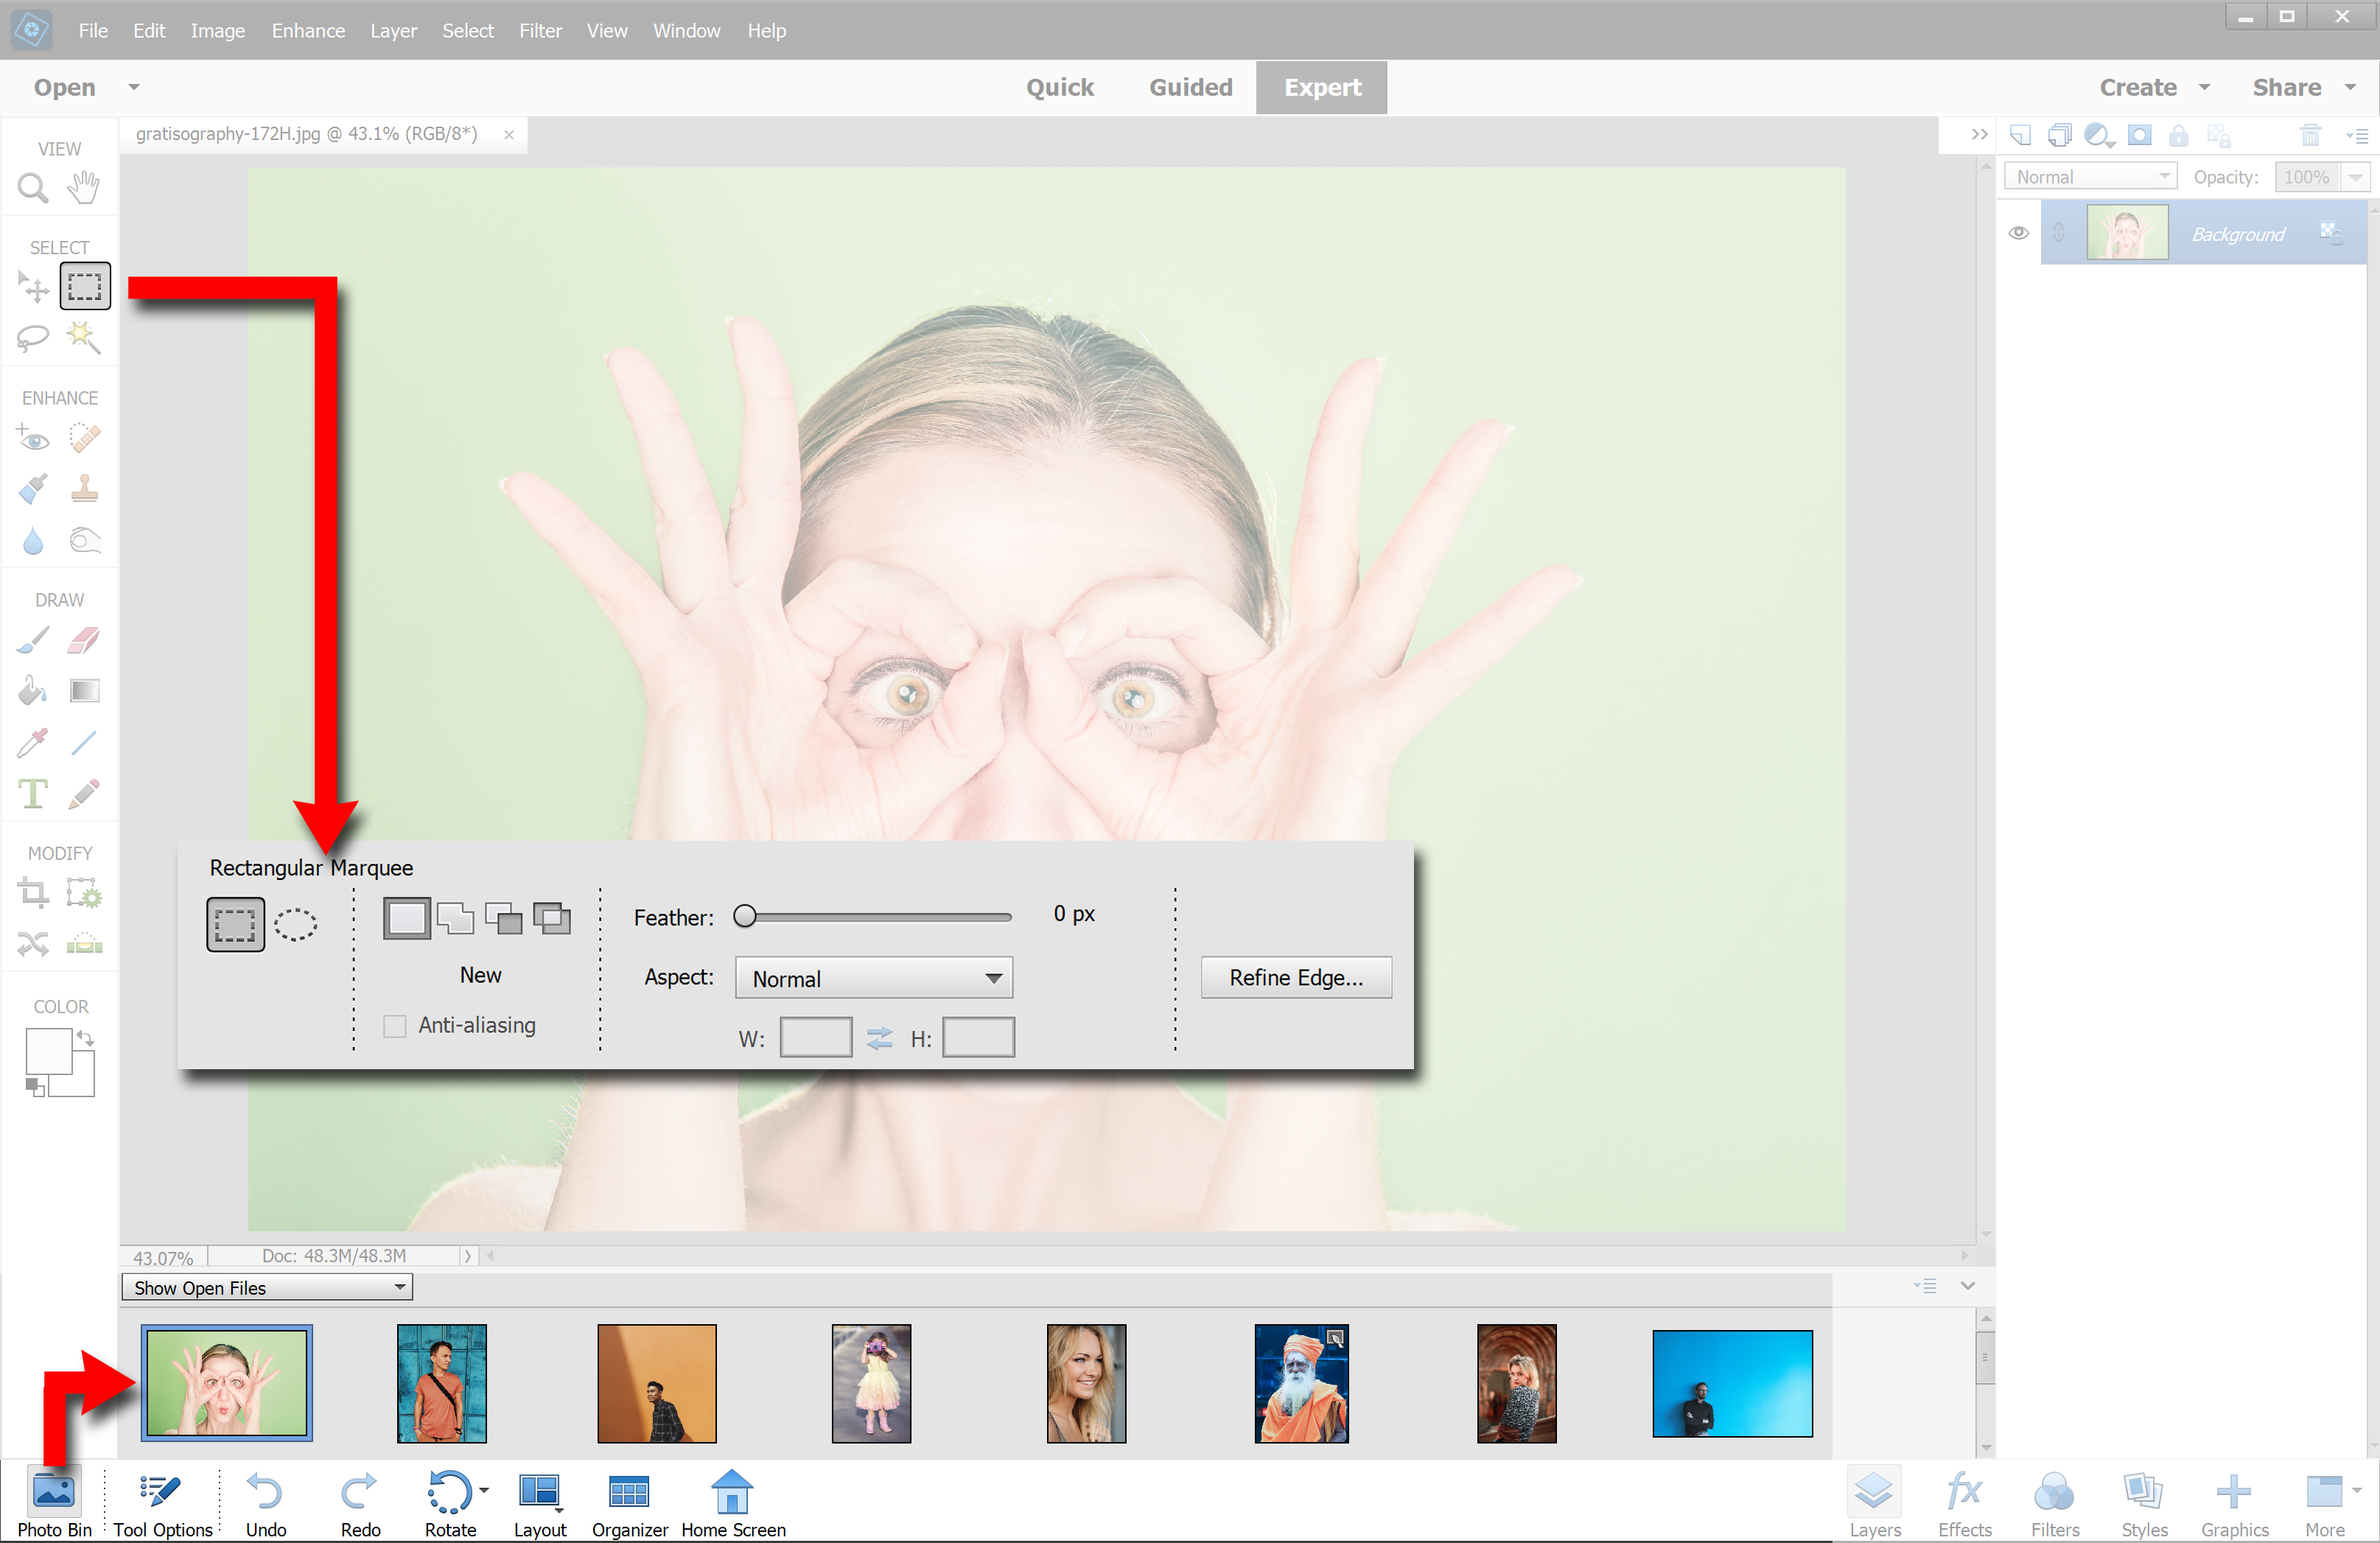 File Edit Image Enhance Layer Select Filter View Window Help
Open Quick Guided Expert Create Share
gratisography-172H.jpg @ 43.1% (RGB/8*) ×
VIEW
Normal Opacity: 100%
Background
SELECT
ENHANCE
DRAW
T
MODIFY
COLOR
Rectangular Marquee
Feather: 0 px
New
Aspect: Normal
Refine Edge...
Anti-aliasing
W: H:
43.07% Doc: 48.3M/48.3M
Show Open Files
fx
Photo Bin Tool Options Undo Redo Rotate Layout Organizer Home Screen Layers Effects Filters Styles Graphics More